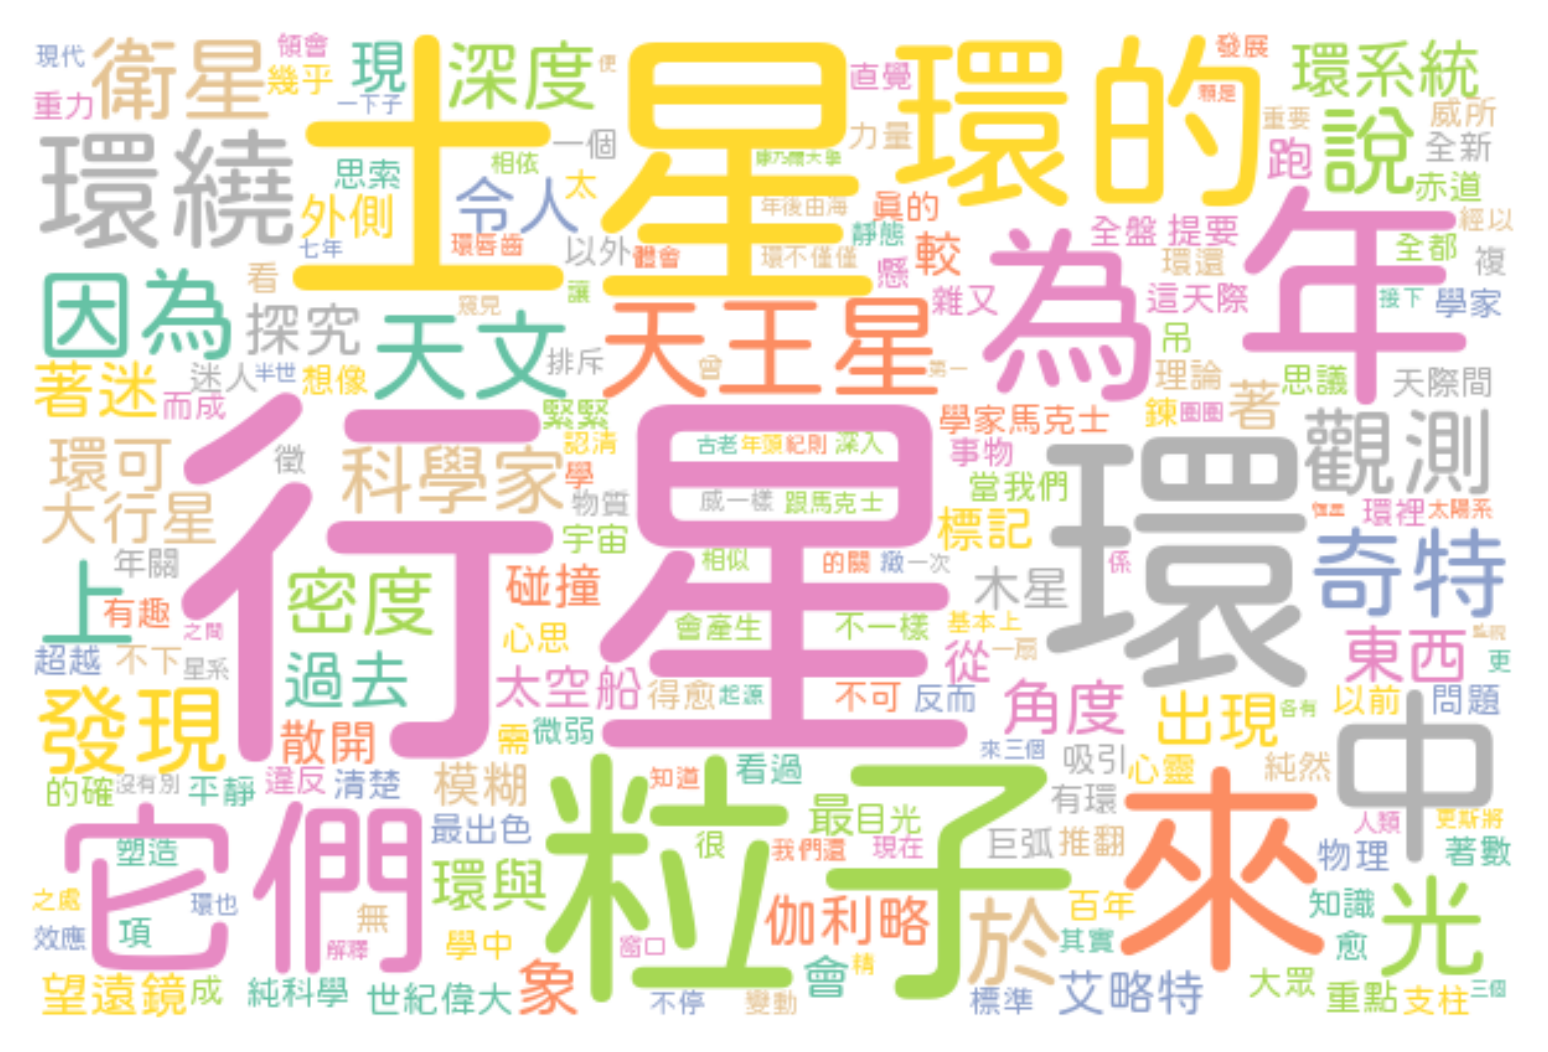 現代
衛星
領會
現
深度
便
星
環的
直覺
發展
環系統
重力
幾乎
一下子
土
一個
力量
重要
威所
環繞
思索
相依
太
跑
說
全新
外側
令人
年後由海
真的
赤道
七年
環唇齒
以外
體會
環不僅僅
靜態
較
全盤
提要
年
經以
因為
看
讓
懸
為
環還
全都
複
探究
窺見
天文
天王星
雜又
這天際
接下
學家
著迷
迷人
半世
想像
排斥
曾
第一
吊
理論
思議
天際間
而成
行星
緊緊
學家馬克士
鍊
團團
著
觀測
環可
徵
科學家
認清
古老
年頭
紀則
深入
事物
環
大行星
學
物質
威一樣
跟馬克士
當我們
標記
環裡
太陽系
恆星
年關
宇宙
相似
的關
緻
一次
係
奇特
上
有趣
密度
碰撞
木星
之間
心思
會產生
不一樣
基本上
一扇
東西
更
超越
不下
星系
過去
太空船
得愈
起源
不可
反而
從
角度
出現
各有
以前
問題
發現
散開
需
微弱
來三個
吸引
心靈
純然
中
的確
沒有別
平靜
違反
清楚
模糊
知道
看過
有環
它們
塑造
最出色
粒子
最
目光
巨弧
推翻
來
人類
更斯將
很
我們還
現在
物理
著數
之處
環也
無
環與
伽利略
於
百年
知識
光
效應
項
解釋
學中
窗口
其實
愈
望遠鏡
成
純科學
世紀偉大
象
不停
變動
會
精
標準
艾略特
大眾
重點
支柱
三個